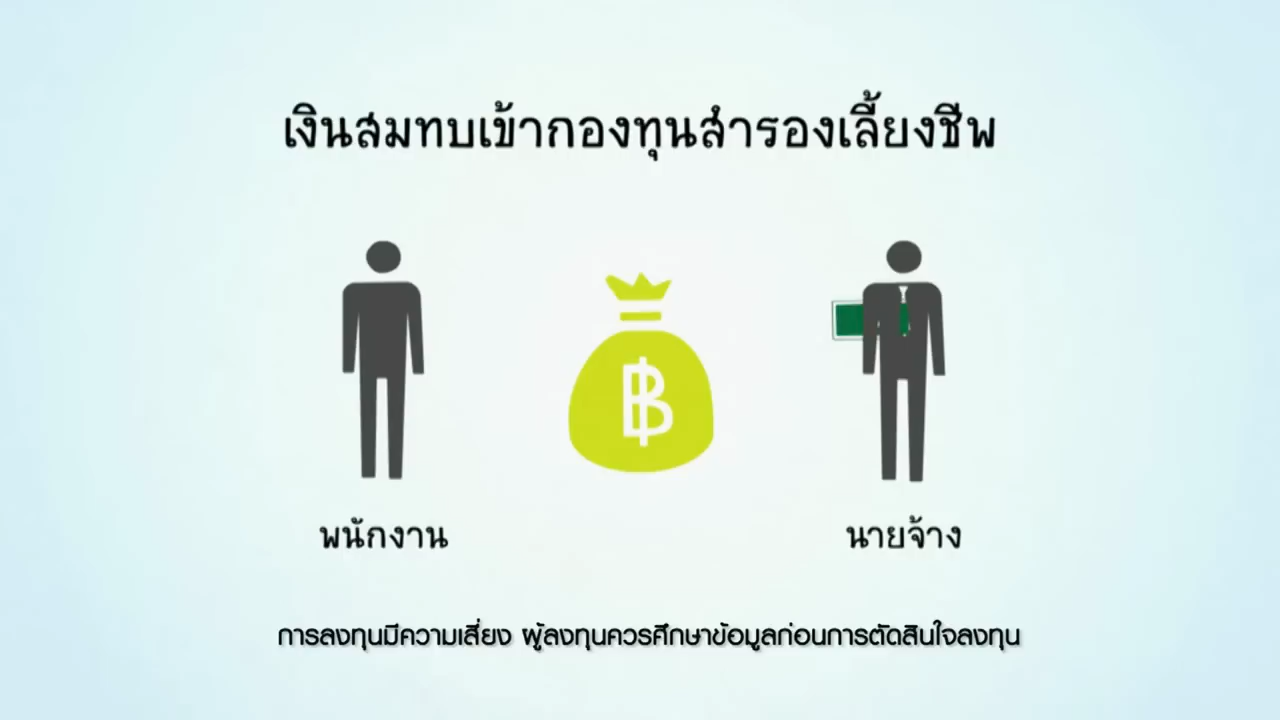 เงินสมทบเข้ากองทุนสำรองเลี้ยงชีพ
฿
พนักงาน
นายจ้าง
การลงทุนมีความเสี่ยง ผู้ลงทุนควรศึกษาข้อมูลก่อนการตัดสินใจลงทุน